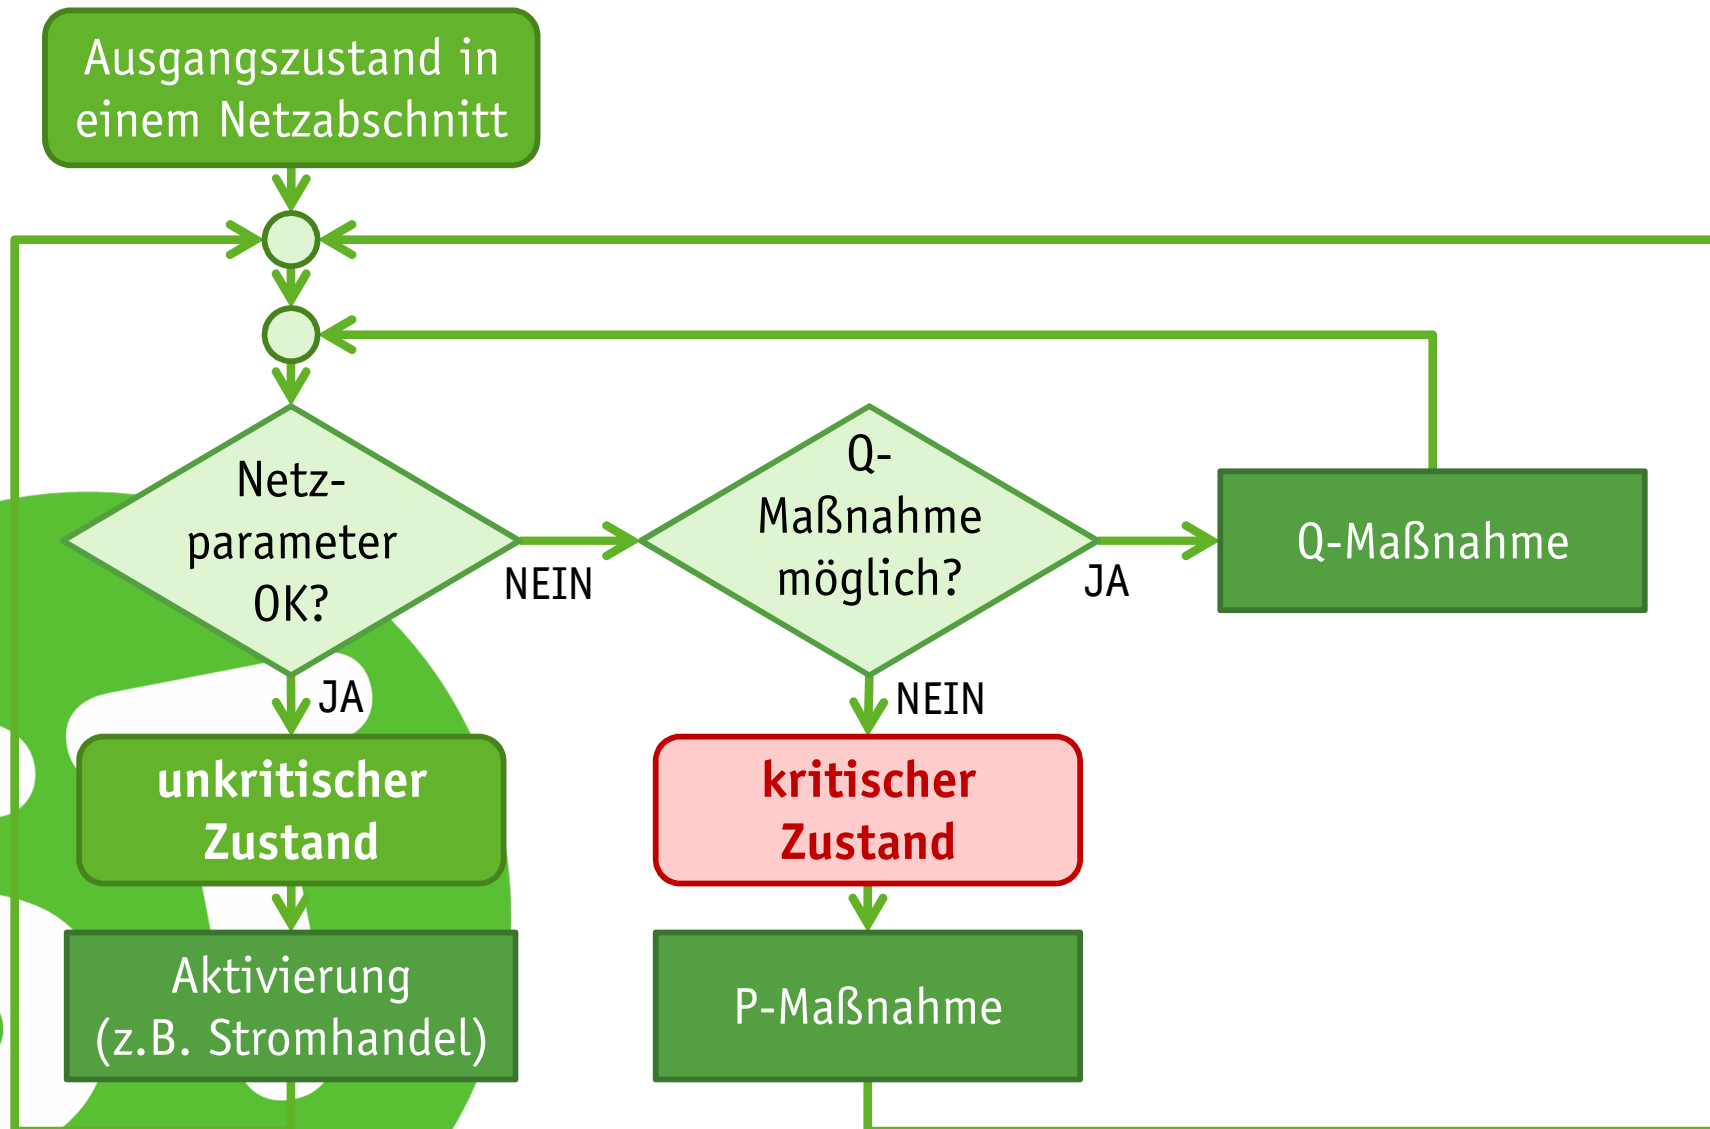 Ausgangszustand in
einem Netzabschnitt
Netz-
parameter
OK?
NEIN
Q-
Maßnahme
möglich?
JA
Q-Maßnahme
JA
NEIN
unkritischer
Zustand
kritischer
Zustand
Aktivierung
(z.B. Stromhandel)
P-Maßnahme